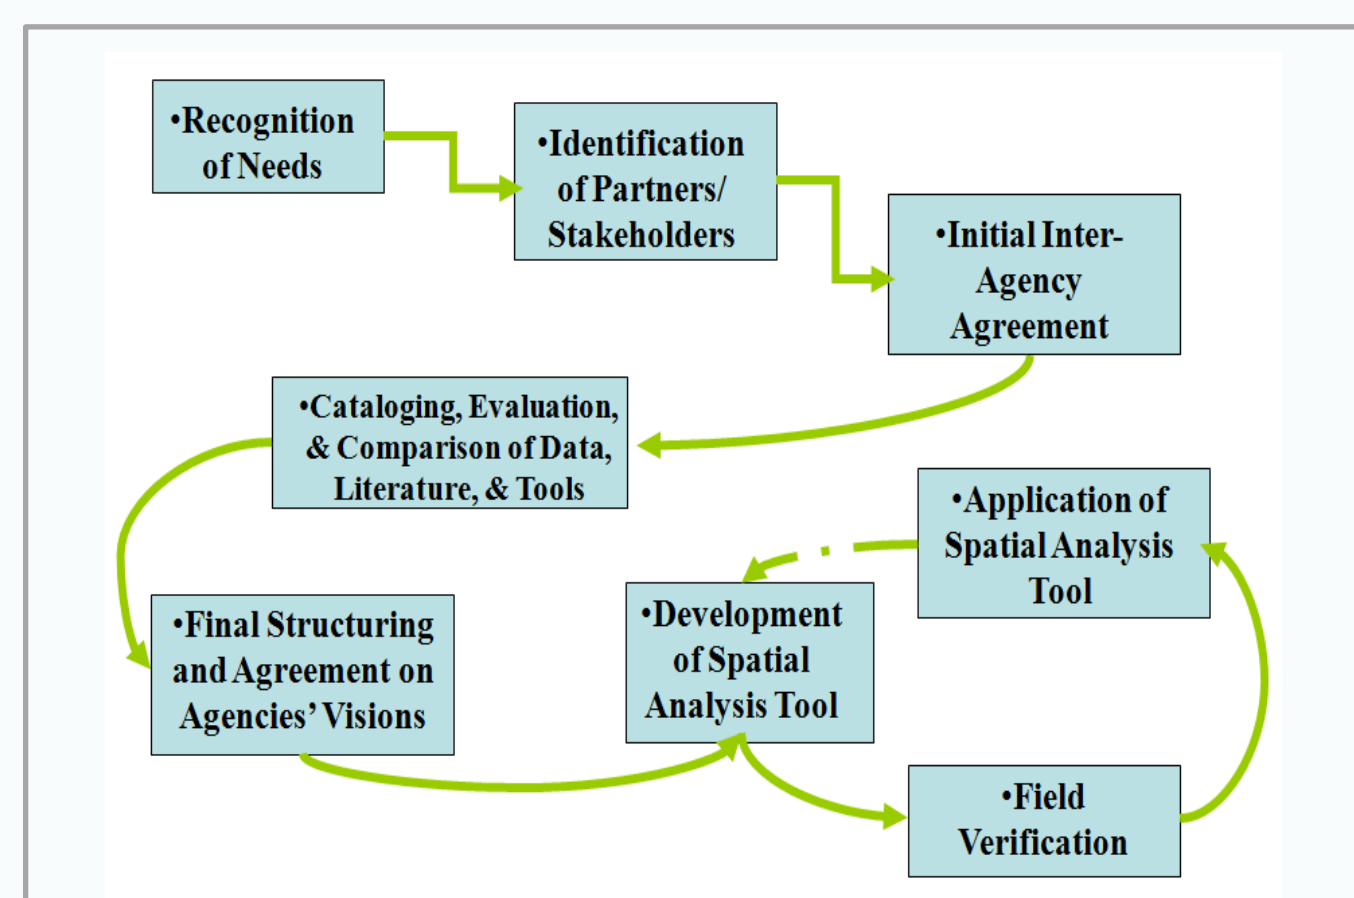 •Recognition
of Needs
•Identification
of Partners/
Stakeholders
•Initial Inter-
Agency
Agreement
•Cataloging, Evaluation,
& Comparison of Data,
Literature, & Tools
•Final Structuring
and Agreement on
Agencies’ Visions
•Development
of Spatial
Analysis Tool
•Field
Verification
•Application of
Spatial Analysis
Tool